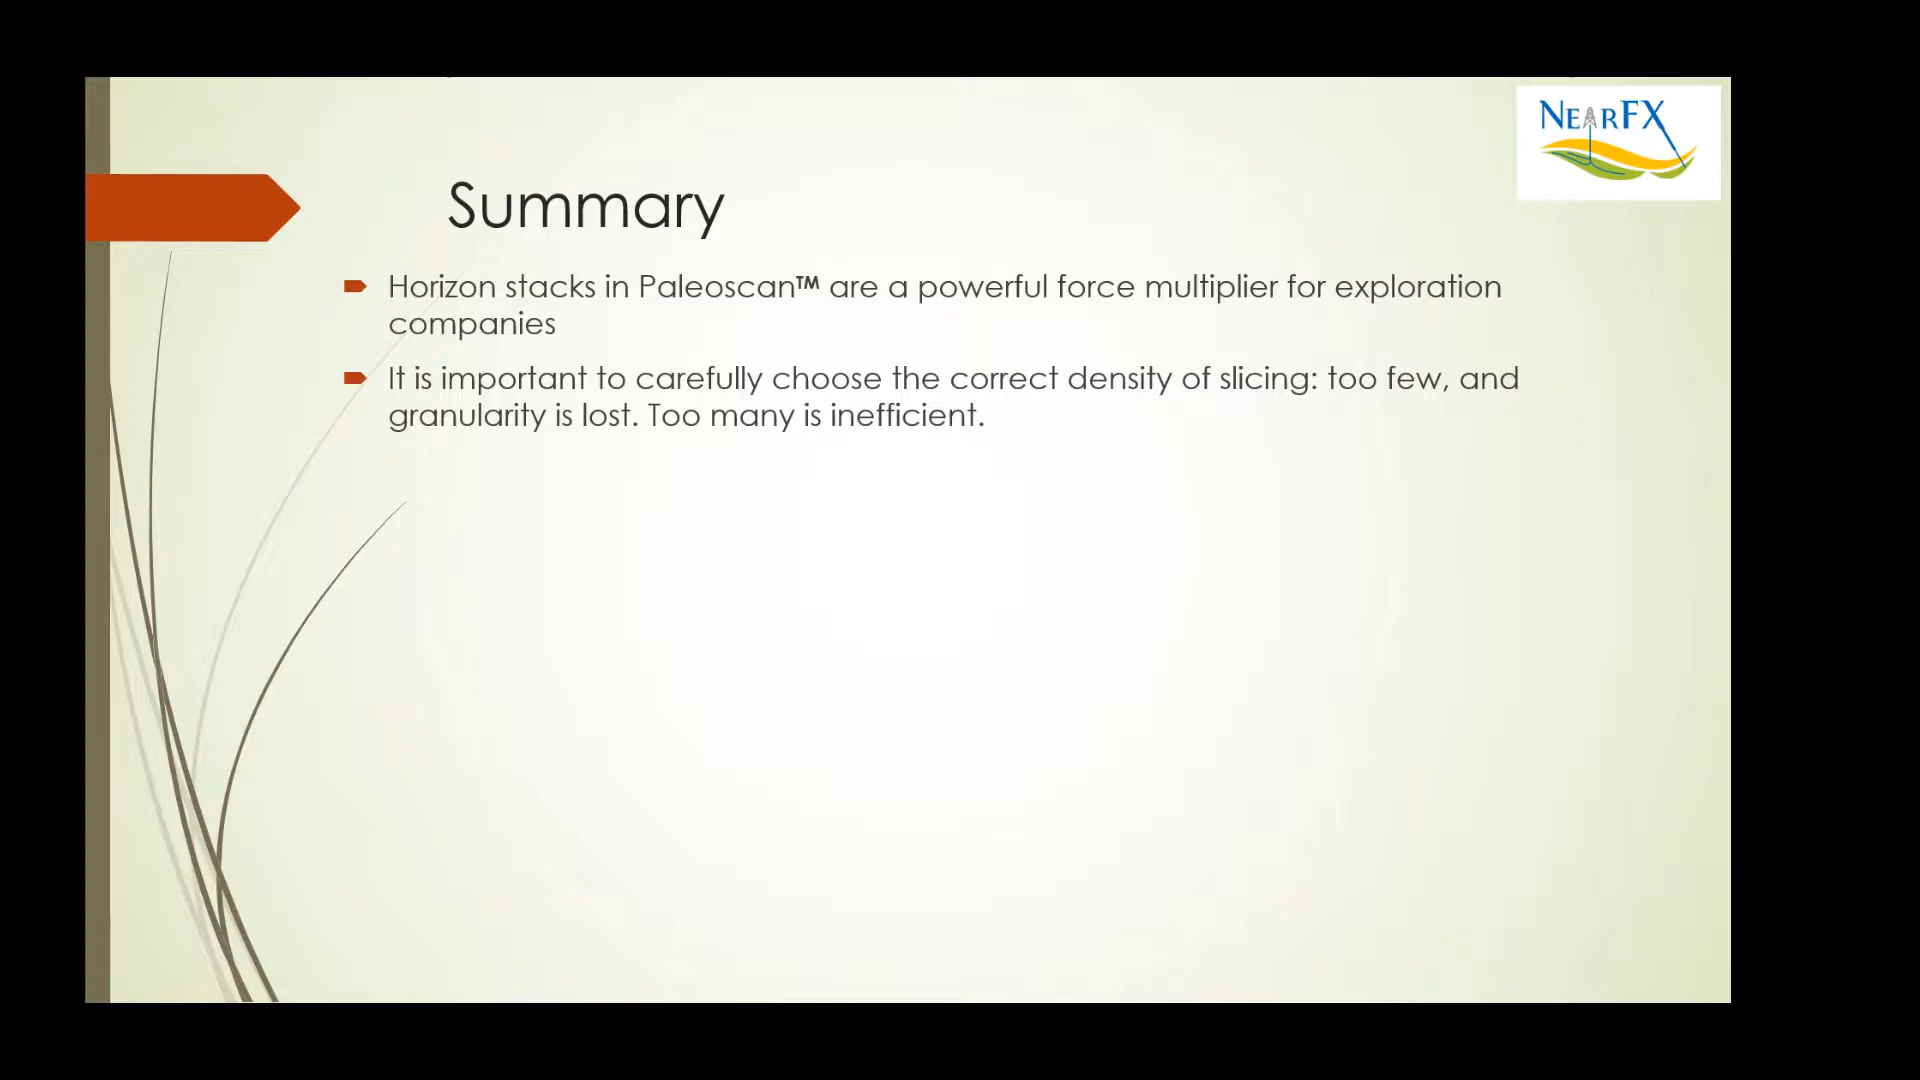 NEARFX
Summary
Horizon stacks in Paleoscan™ are a powerful force multiplier for exploration
companies
It is important to carefully choose the correct density of slicing: too few, and
granularity is lost. Too many is inefficient.